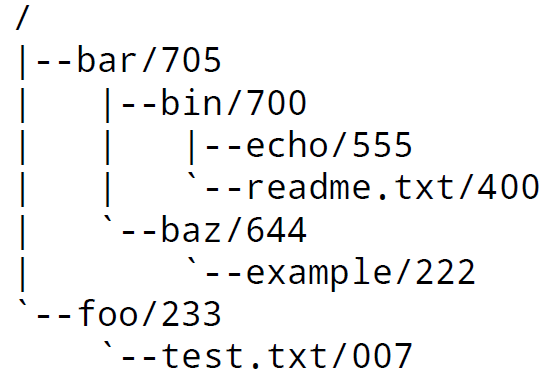 /
|--bar/705
|   |--bin/700
|   |   |--echo/555
|   |   `--readme.txt/400
|   `--baz/644
|       `--example/222
`--foo/233
    `--test.txt/007